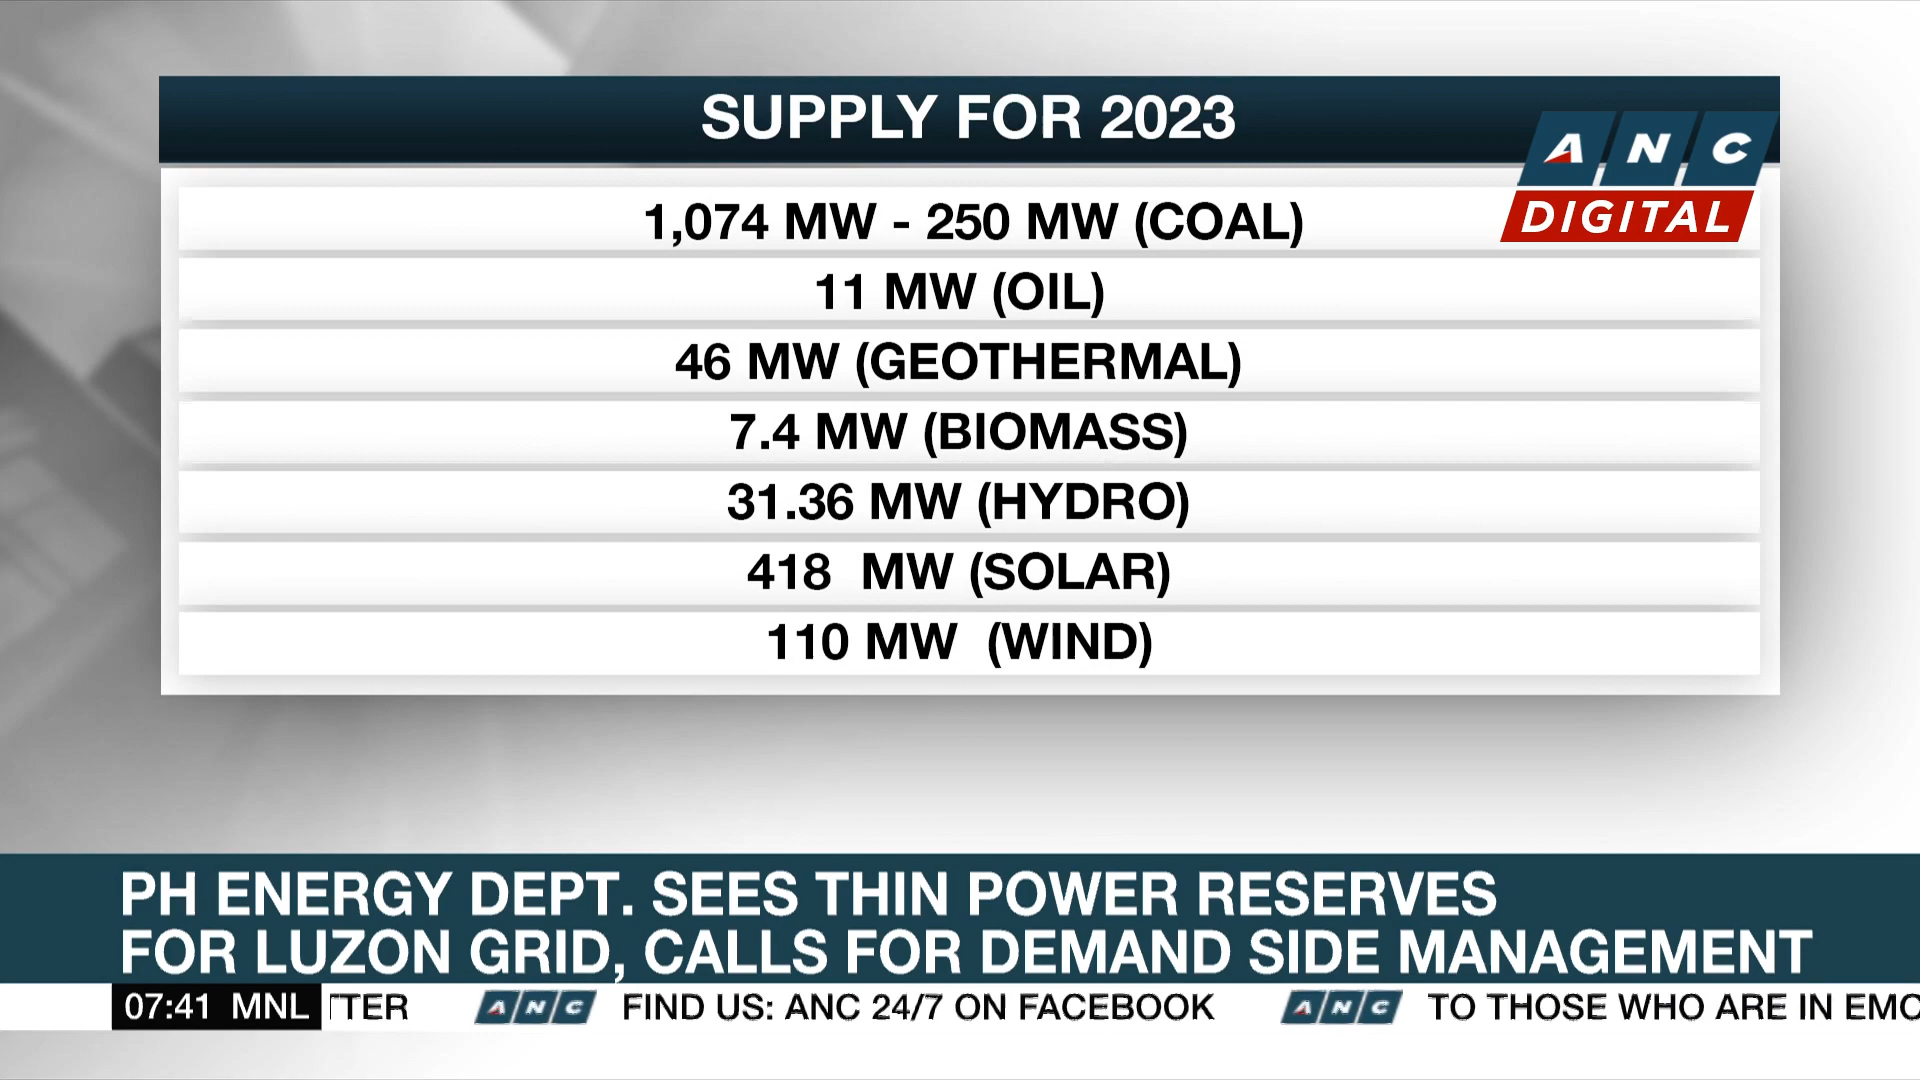 SUPPLY FOR 2023
ANC
DIGITAL
1,074 MW - 250 MW (COAL)
11 MW (OIL)
46 MW (GEOTHERMAL)
7.4 MW (BIOMASS)
31.36 MW (HYDRO)
418 MW (SOLAR)
110 MW (WIND)
PH ENERGY DEPT. SEES THIN POWER RESERVES
FOR LUZON GRID, CALLS FOR DEMAND SIDE MANAGEMENT
07:41 MNL TTER ANC FIND US: ANC 24/7 ON FACEBOOK ANC TO THOSE WHO ARE IN EMO